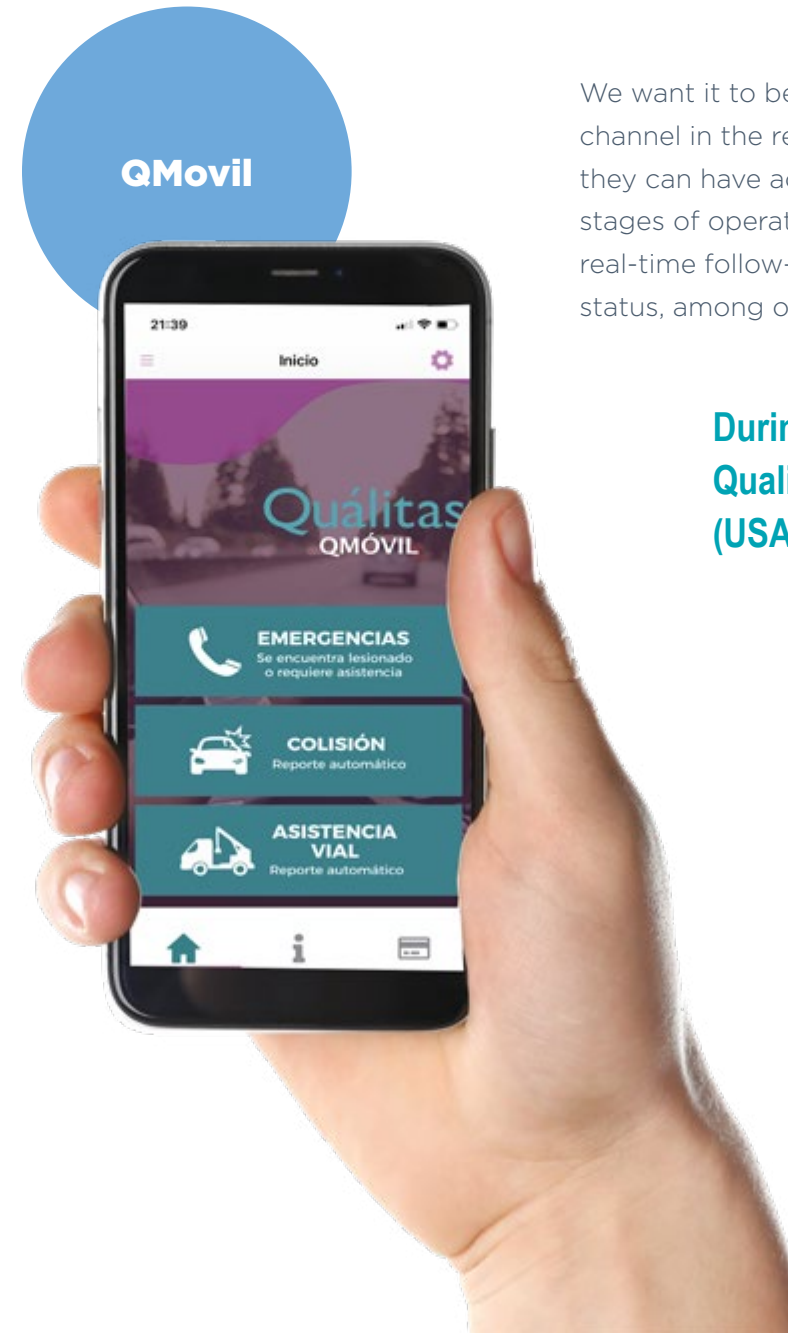 QMovil
We want it to be
channel in the re
they can have ac
stages of operat
real-time follow-
status, among o
Durin
Quali
(USA
21:39
Inicio
Quálitas
QMÓVIL
EMERGENCIAS
Se encuentra lesionado
o requiere asistencia
COLISIÓN
Reporte automático
ASISTENCIA
VIAL
Reporte automático